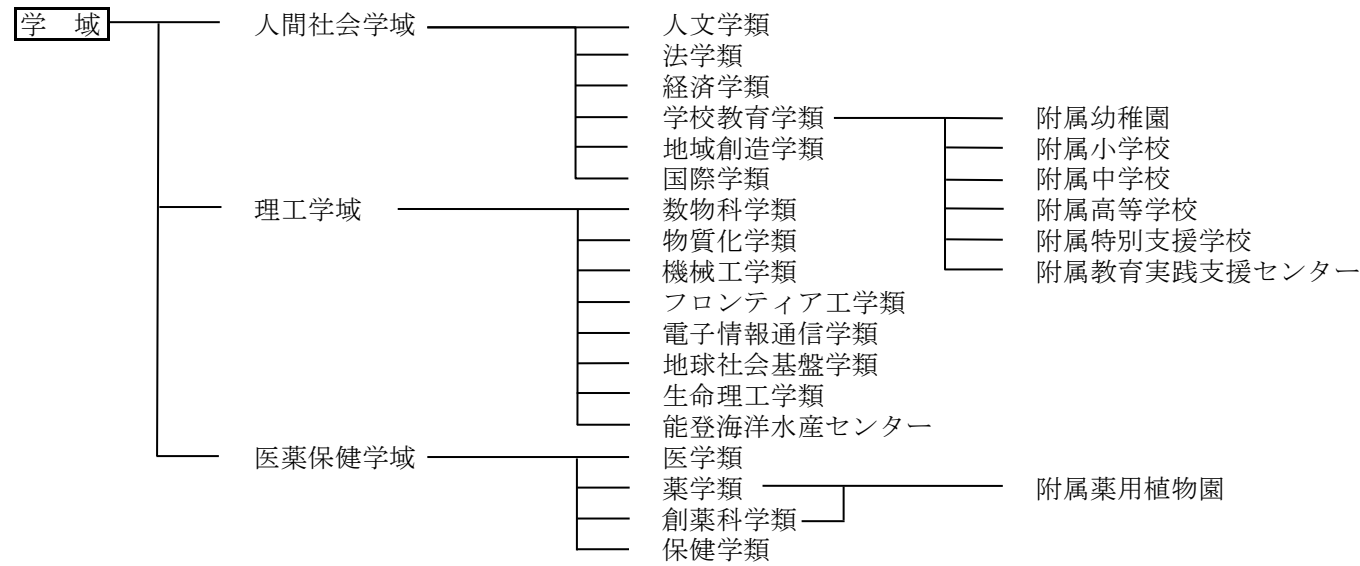 学　域　人間社会学域　人文学類
法学類
経済学類
学校教育学類　附属幼稚園
地域創造学類　附属小学校
国際学類　附属中学校
理工学域　数物科学類　附属高等学校
物質化学類　附属特別支援学校
機械工学類　附属教育実践支援センター
フロンティア工学類
電子情報通信学類
地球社会基盤学類
生命理工学類
能登海洋水産センター
医薬保健学域　医学類
薬学類　附属薬用植物園
創薬科学類
保健学類